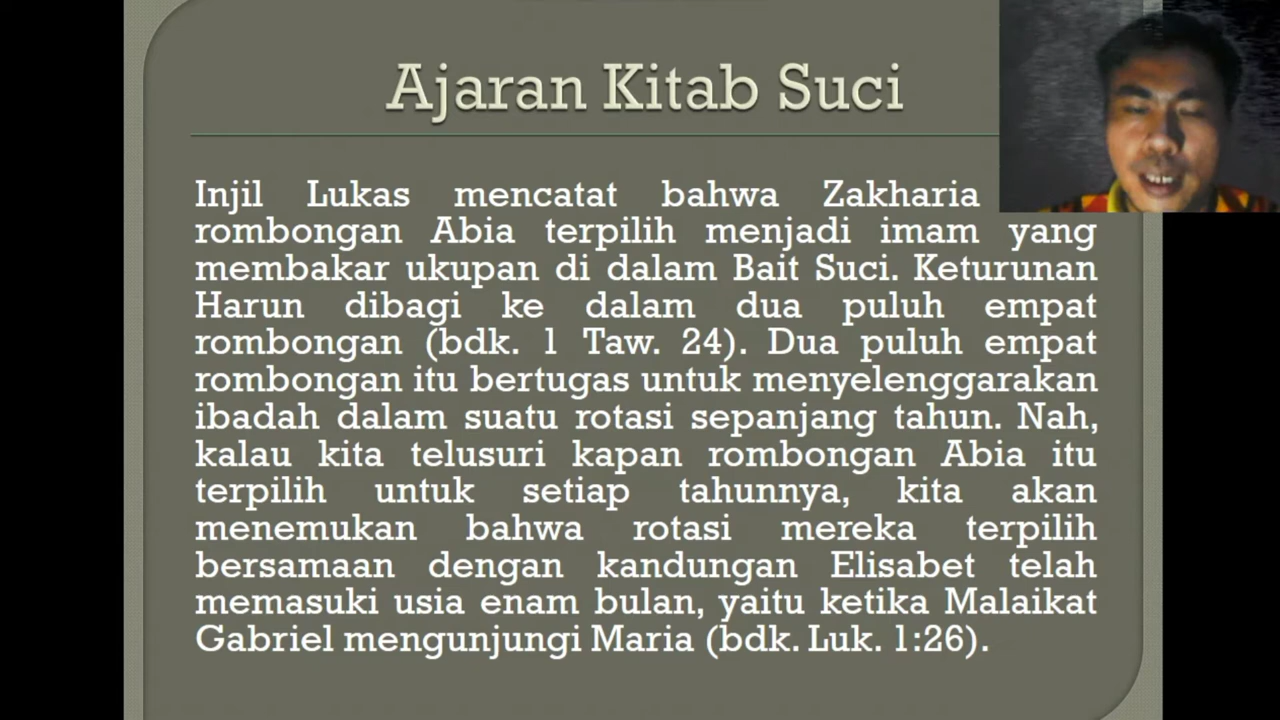 Ajaran Kitab Suci
Injil Lukas mencatat bahwa Zakharia
rombongan Abia terpilih menjadi imam yang
membakar ukupan di dalam Bait Suci. Keturunan
Harun dibagi ke dalam dua puluh empat
rombongan (bdk. 1 Taw. 24). Dua puluh empat
rombongan itu bertugas untuk menyelenggarakan
ibadah dalam suatu rotasi sepanjang tahun. Nah,
kalau kita telusuri kapan rombongan Abia itu
terpilih untuk setiap tahunnya, kita akan
menemukan bahwa rotasi mereka terpilih
bersamaan dengan kandungan Elisabet telah
memasuki usia enam bulan, yaitu ketika Malaikat
Gabriel mengunjungi Maria (bdk. Luk. 1:26).